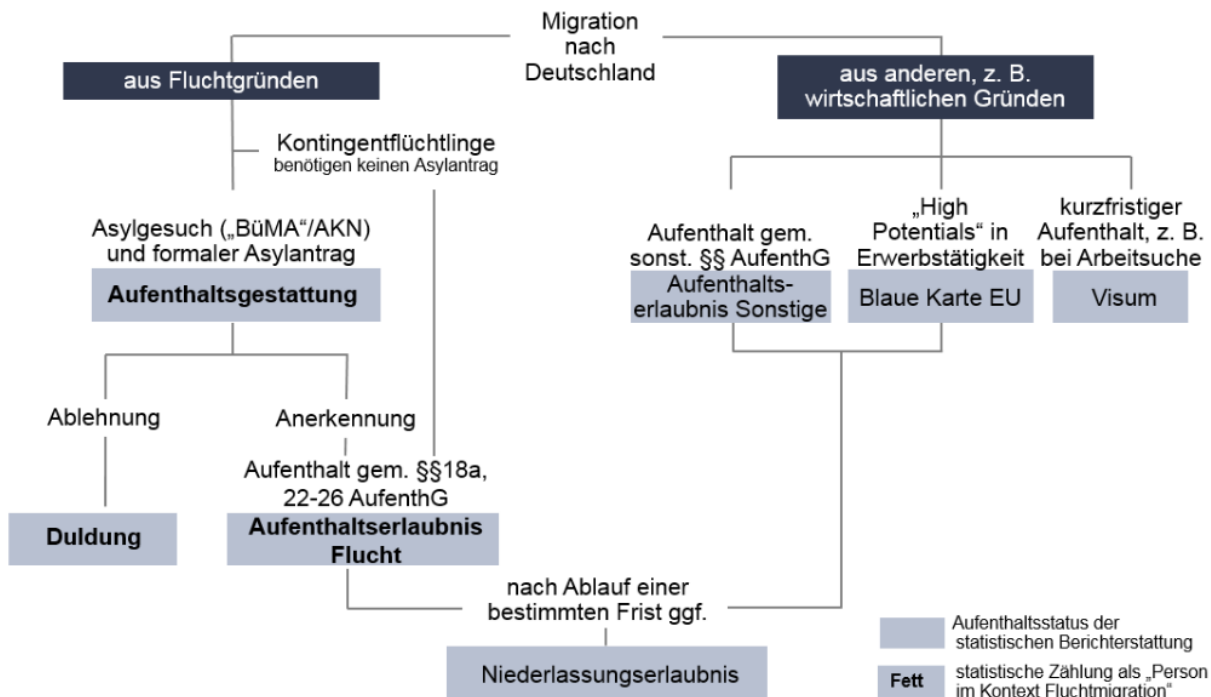 Migration
nach
Deutschland
aus Fluchtgründen
aus anderen, z. B.
wirtschaftlichen Gründen
Kontingentflüchtlinge
benötigen keinen Asylantrag
Asylgesuch („BüMA“/AKN)
und formaler Asylantrag
Aufenthaltsgestattung
Aufenthalt gem.
sonst. §§ AufenthG
Aufenthalts-
erlaubnis Sonstige
„High
Potentials“ in
Erwerbstätigkeit
Blaue Karte EU
kurzfristiger
Aufenthalt, z. B.
bei Arbeitsuche
Visum
Ablehnung
Anerkennung
Aufenthalt gem. §§18a,
22-26 AufenthG
Duldung
Aufenthaltserlaubnis
Flucht
nach Ablauf einer
bestimmten Frist ggf.
Niederlassungserlaubnis
Aufenthaltsstatus der
statistischen Berichterstattung
Fett
statistische Zählung als „Person
im Kontext Fluchtmigration“